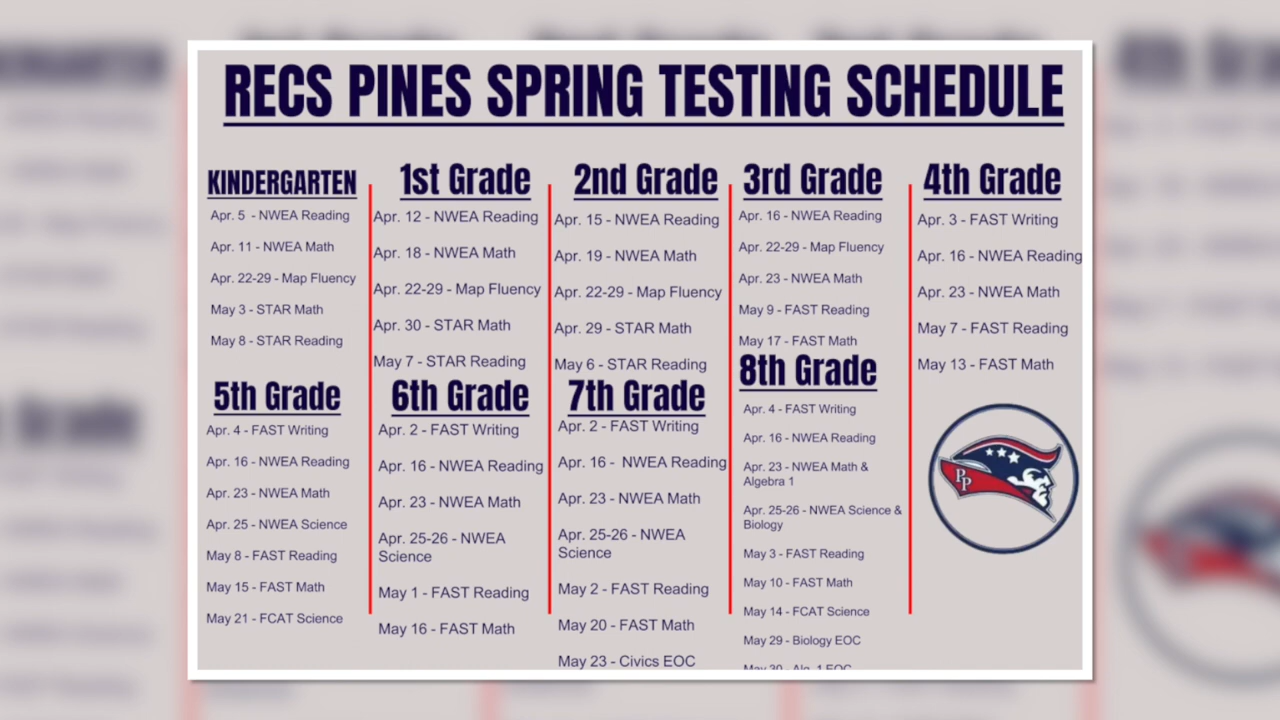 RECS PINES SPRING TESTING SCHEDULE
KINDERGARTEN
Apr. 5 - NWEA Reading
Apr. 11 - NWEA Math
Apr. 22-29 - Map Fluency
May 3 - STAR Math
May 8 - STAR Reading
1st Grade
Apr. 12 - NWEA Reading
Apr. 18 - NWEA Math
Apr. 22-29 - Map Fluency
Apr. 30 - STAR Math
May 7 - STAR Reading
2nd Grade
Apr. 15 - NWEA Reading
Apr. 19 - NWEA Math
Apr. 22-29 - Map Fluency
Apr. 29 - STAR Math
May 6 - STAR Reading
3rd Grade
Apr. 16 - NWEA Reading
Apr. 22-29 - Map Fluency
Apr. 23 - NWEA Math
May 9 - FAST Reading
May 17 - FAST Math
4th Grade
Apr. 3 - FAST Writing
Apr. 16 - NWEA Reading
Apr. 23 - NWEA Math
May 7 - FAST Reading
May 13 - FAST Math
5th Grade
Apr. 4 - FAST Writing
Apr. 16 - NWEA Reading
Apr. 23 - NWEA Math
Apr. 25 - NWEA Science
May 8 - FAST Reading
May 15 - FAST Math
May 21 - FCAT Science
6th Grade
Apr. 2 - FAST Writing
Apr. 16 - NWEA Reading
Apr. 23 - NWEA Math
Apr. 25-26 - NWEA
Science
May 1 - FAST Reading
May 16 - FAST Math
7th Grade
Apr. 2 - FAST Writing
Apr. 16 - NWEA Reading
Apr. 23 - NWEA Math
Apr. 25-26 - NWEA
Science
May 2 - FAST Reading
May 20 - FAST Math
May 23 - Civics EOC
8th Grade
Apr. 4 - FAST Writing
Apr. 16 - NWEA Reading
Apr. 23 - NWEA Math &
Algebra 1
Apr. 25-26 - NWEA Science &
Biology
May 3 - FAST Reading
May 10 - FAST Math
May 14 - FCAT Science
May 29 - Biology EOC
May 30 - Alg. 1 EOC
PP